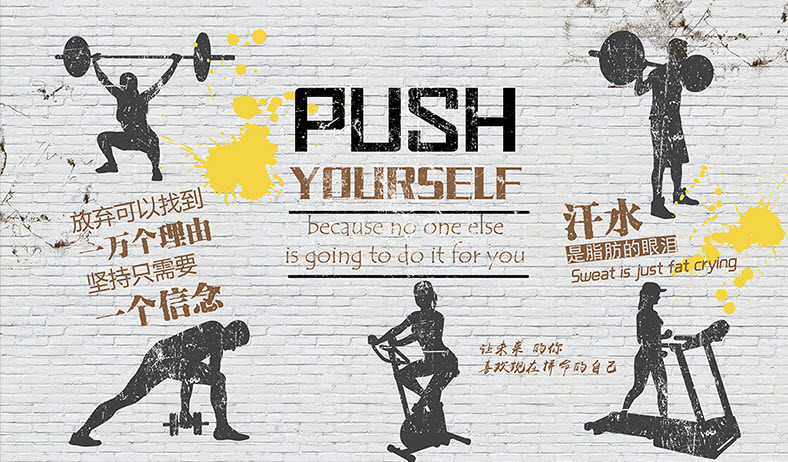 PUSH
YOURSELF
because no one else
is going to do it for you
放弃可以找到
一万个理由
坚持只需要
一个信念
汗水
是脂肪的眼泪
Sweat is just fat crying
让未来 的你
喜欢现在拼命的自己